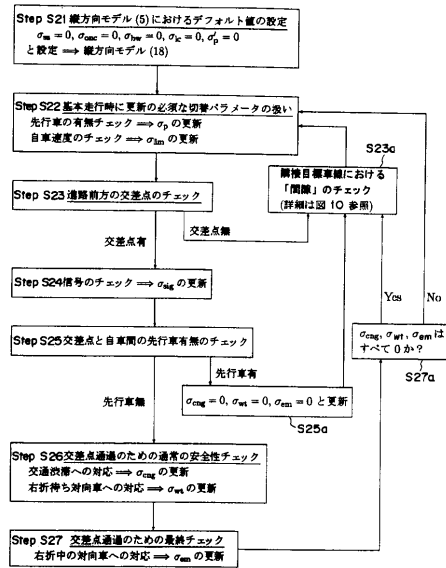 Step S21 縦方向モデル(5)におけるデフォルト値の設定
σss = 0, σonc = 0, σbw = 0, σlc = 0, σ'p = 0
と設定 ⟹ 縦方向モデル(18)
Step S22 基本走行時に更新の必須な切替パラメータの扱い
先行車の有無チェック ⟹ σp の更新
自車速度のチェック ⟹ σlm の更新
S23a
隣接目標車線における
「間隙」のチェック
(詳細は図10 参照)
Step S23 進路前方の交差点のチェック
交差点有
交差点無
Step S24 信号のチェック ⟹ σsig の更新
Yes
No
Step S25 交差点と自車間の先行車有無のチェック
σcng, σwt, σem は
すべて 0 か?
S27a
先行車有
先行車無
σcng = 0, σwt = 0, σem = 0 と更新
S25a
Step S26 交差点通過のための通常の安全性チェック
交通渋滞への対応 ⟹ σcng の更新
右折待ち対向車への対応 ⟹ σwt の更新
Step S27 交差点通過のための最終チェック
右折中の対向車への対応 ⟹ σem の更新